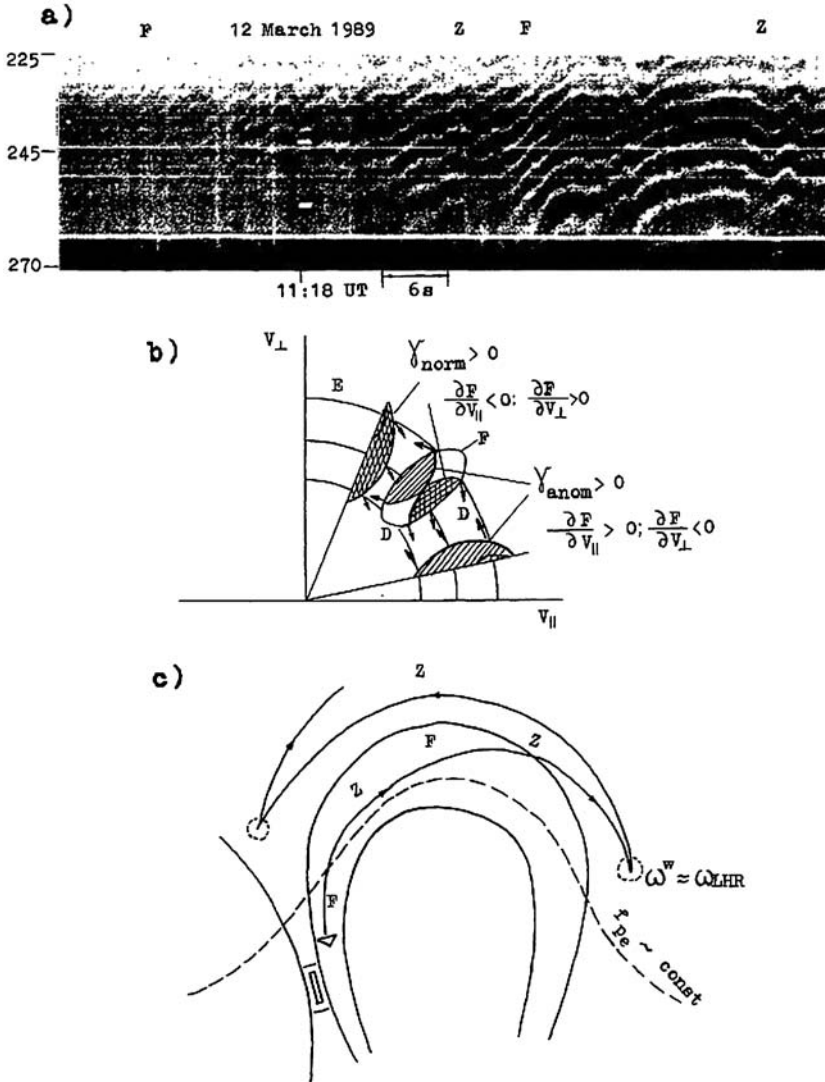 a)
F 12 March 1989 Z F Z
225
245
270
11:18 UT 6s
b)
V⊥
E
γnorm > 0
∂F/∂V∥ < 0; ∂F/∂V⊥ > 0
F
γanom > 0
D D
∂F/∂V∥ > 0; ∂F/∂V⊥ < 0
V∥
c)
Z
F
Z
Z
F
ω^w ≈ ωLHR
fpe ~ const